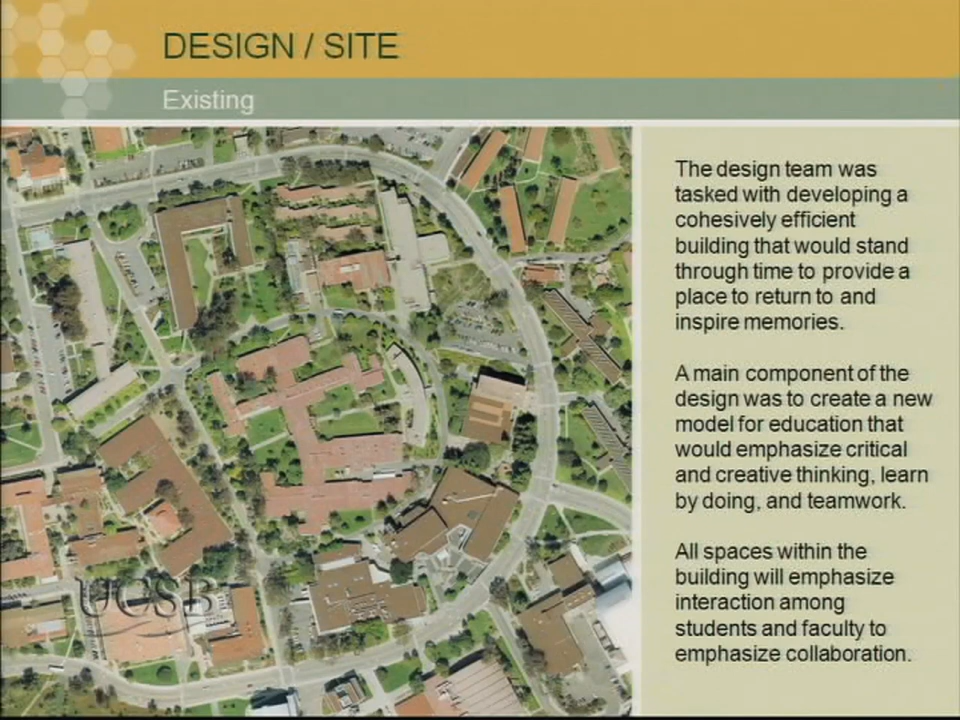 DESIGN / SITE
Existing
The design team was
tasked with developing a
cohesively efficient
building that would stand
through time to provide a
place to return to and
inspire memories.
A main component of the
design was to create a new
model for education that
would emphasize critical
and creative thinking, learn
by doing, and teamwork.
All spaces within the
building will emphasize
interaction among
students and faculty to
emphasize collaboration.
UCSB